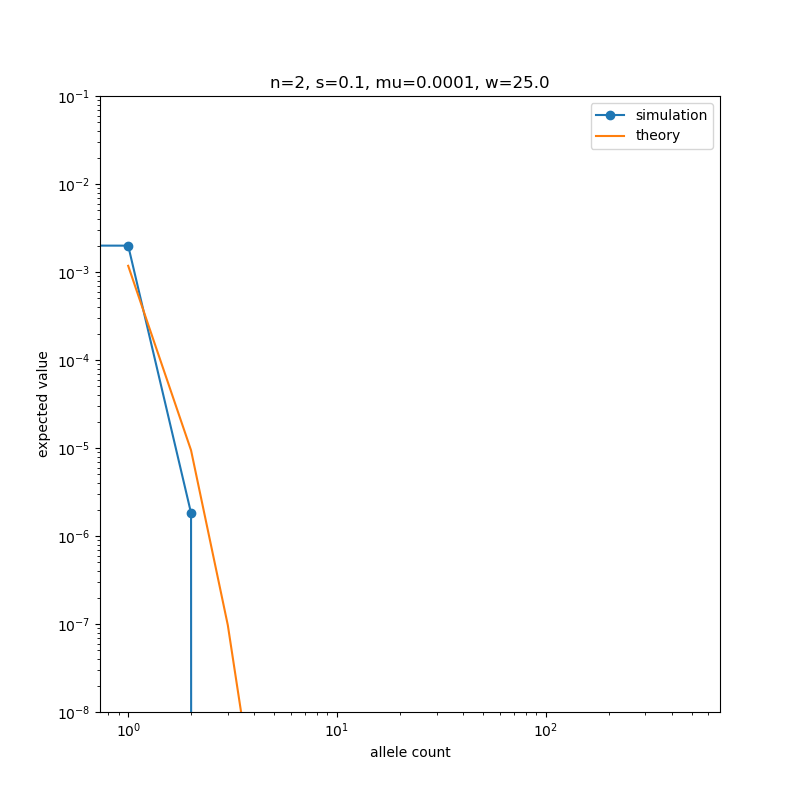 n=2, s=0.1, mu=0.0001, w=25.0
simulation
theory
10⁻¹
10⁻²
10⁻³
10⁻⁴
10⁻⁵
10⁻⁶
10⁻⁷
10⁻⁸
expected value
10⁰ 10¹ 10²
allele count